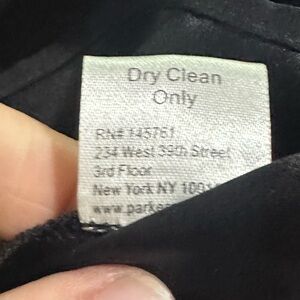 Dry Clean
Only
RN# 145761
234 West 39th Street
3rd Floor
New York NY